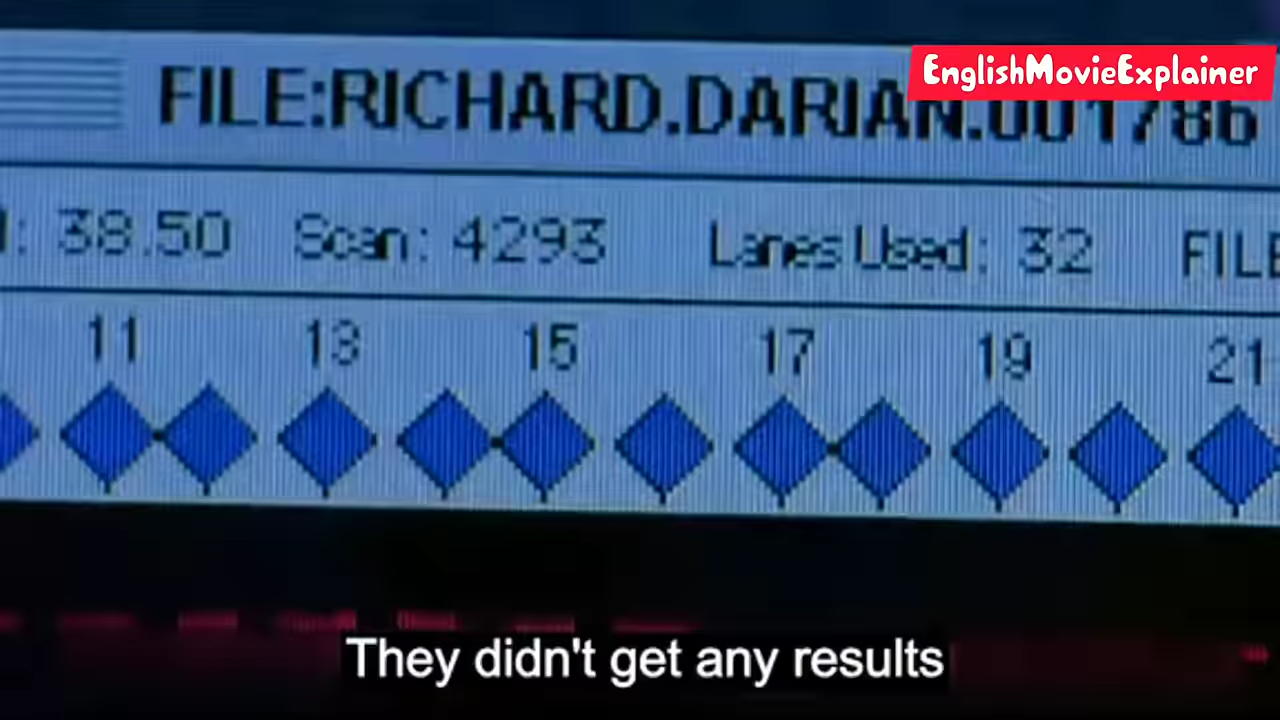 EnglishMovieExplainer
FILE:RICHARD.DARIAN.001786
: 38.50 Scan: 4293 Lanes Used: 32 FILE
11 13 15 17 19 21
They didn't get any results